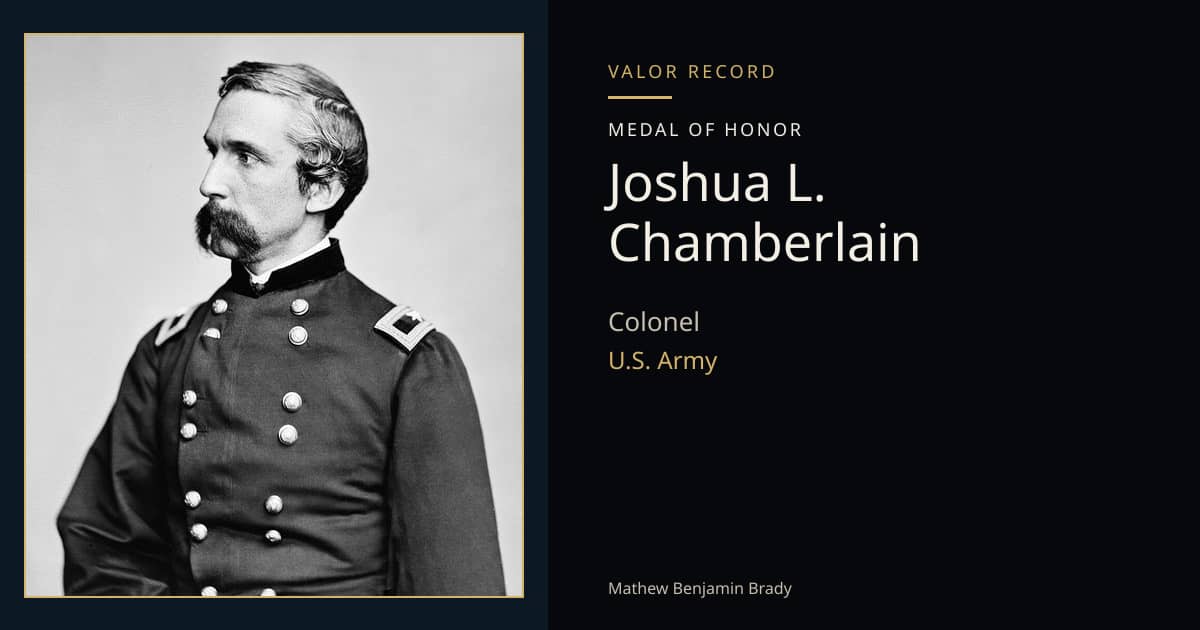 VALOR RECORD
MEDAL OF HONOR
Joshua L.
Chamberlain
Colonel
U.S. Army
Mathew Benjamin Brady